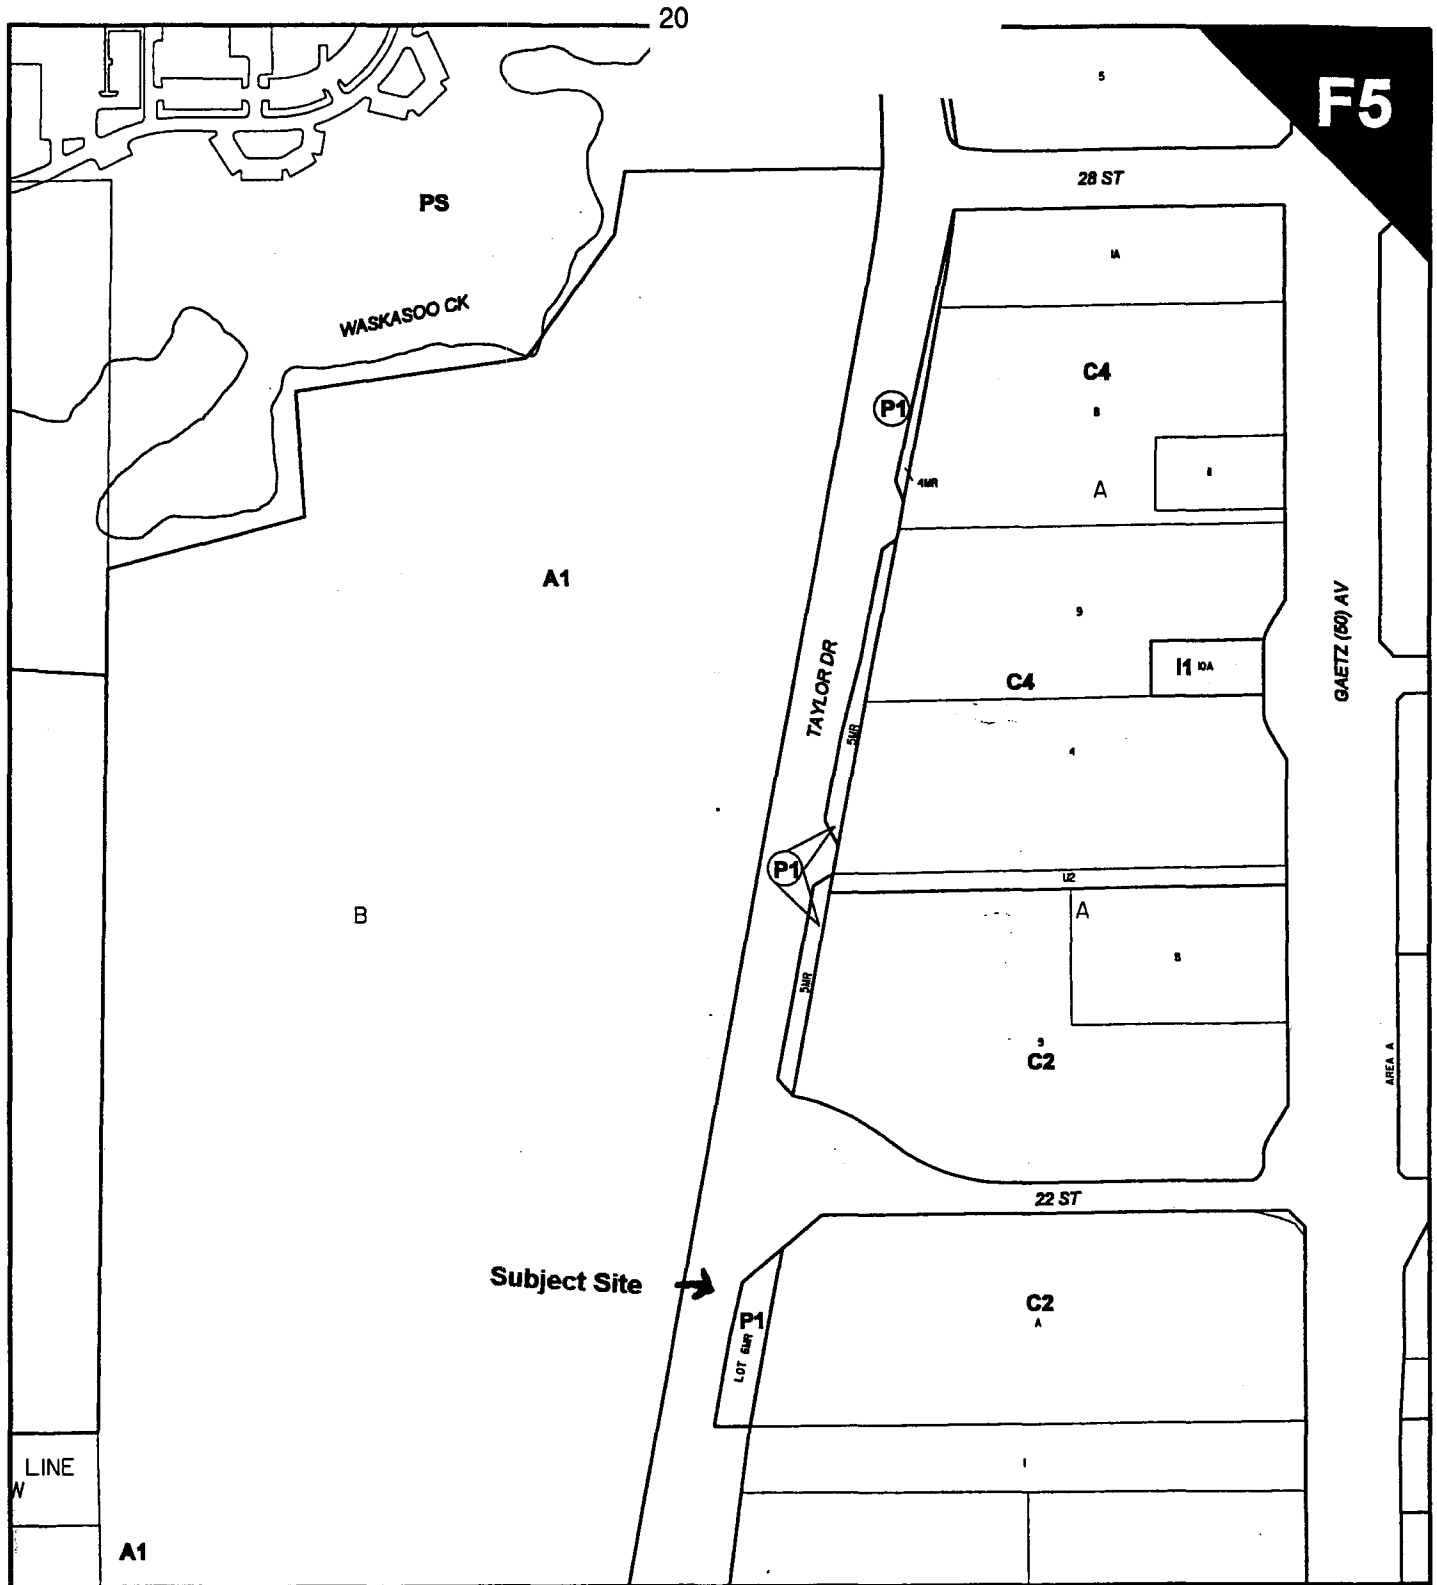 20
F5
5
28 ST
PS
1A
WASKASOO CK
C4
P1
8
4MR
A
A1
9
TAYLOR DR
GAETZ (50) AV
I1 10A
C4
5MR
4
P1
U2
B
A
8
5MR
9
C2
AREA A
22 ST
Subject Site
C2
A
P1
LOT 6MR
LINE
1
W
A1